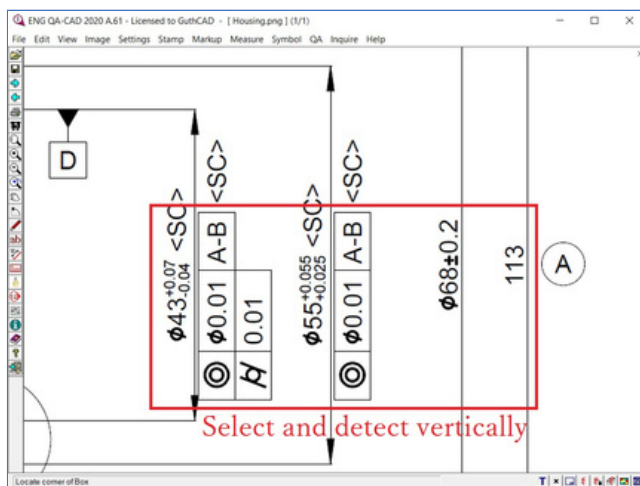 ENG QA-CAD 2020 A.61 - Licensed to GuthCAD - [ Housing.png ] (1/1)
File Edit View Image Settings Stamp Markup Measure Symbol QA Inquire Help
D
ϕ43 +0.07 -0.04 <SC>
ϕ0.01 A-B <SC>
0.01
ϕ55 +0.055 +0.025 <SC>
ϕ0.01 A-B <SC>
ϕ68±0.2
113
A
Select and detect vertically
Locate corner of Box